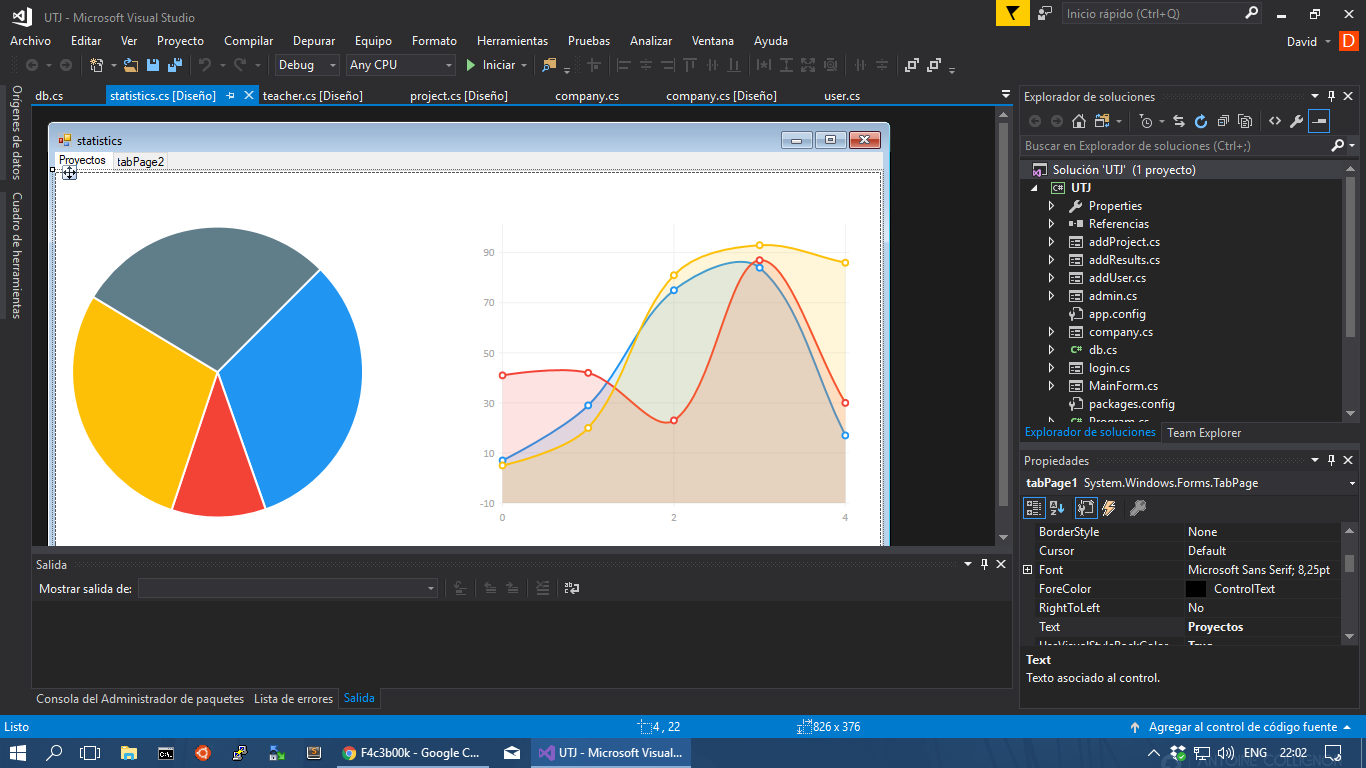 UTJ - Microsoft Visual Studio
Inicio rápido (Ctrl+Q)
Archivo Editar Ver Proyecto Compilar Depurar Equipo Formato Herramientas Pruebas Analizar Ventana Ayuda
David D
Debug Any CPU Iniciar
Orígenes de datos
Cuadro de herramientas
db.cs statistics.cs [Diseño] teacher.cs [Diseño] project.cs [Diseño] company.cs company.cs [Diseño] user.cs
statistics
Proyectos tabPage2
90
70
50
30
10
-10
0 2 4
Explorador de soluciones
Buscar en Explorador de soluciones (Ctrl+;)
Solución 'UTJ' (1 proyecto)
C# UTJ
Properties
Referencias
addProject.cs
addResults.cs
addUser.cs
admin.cs
app.config
company.cs
C# db.cs
login.cs
MainForm.cs
packages.config
C# Program.cs
Explorador de soluciones Team Explorer
Propiedades
tabPage1 System.Windows.Forms.TabPage
BorderStyle None
Cursor Default
Font Microsoft Sans Serif; 8,25pt
ForeColor ControlText
RightToLeft No
Text Proyectos
UseVisualStyleBackColor True
Text
Texto asociado al control.
Salida
Mostrar salida de:
Consola del Administrador de paquetes Lista de errores Salida
Listo
4 , 22
826 x 376
Agregar al control de código fuente
F4c3b00k - Google C...
UTJ - Microsoft Visual...
ENG 22:02